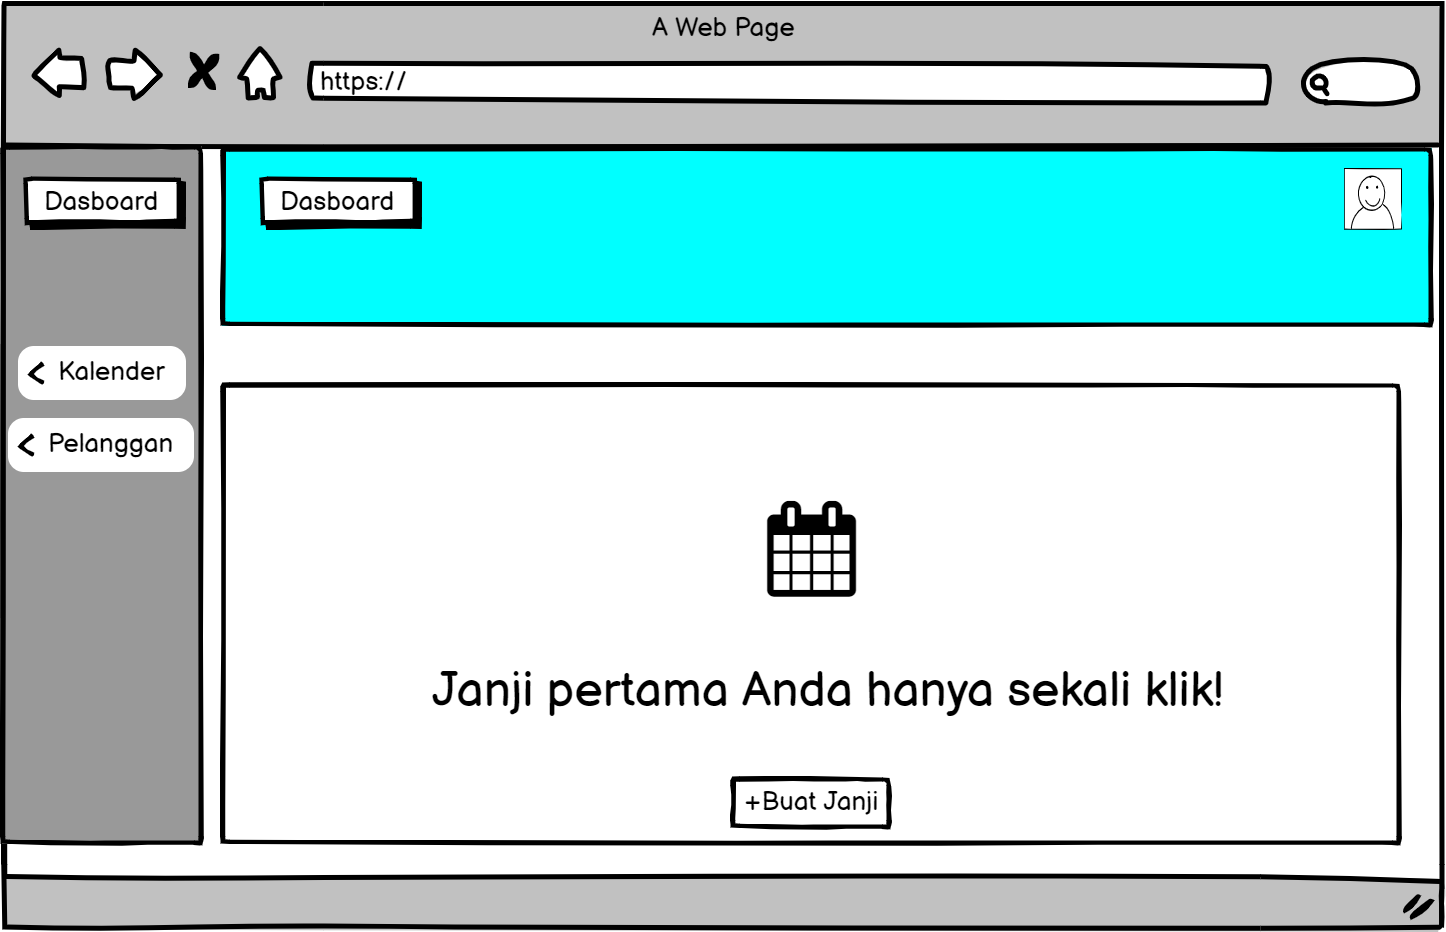 A Web Page
https://
Dasboard
Dasboard
Kalender
Pelanggan
Janji pertama Anda hanya sekali klik!
+Buat Janji